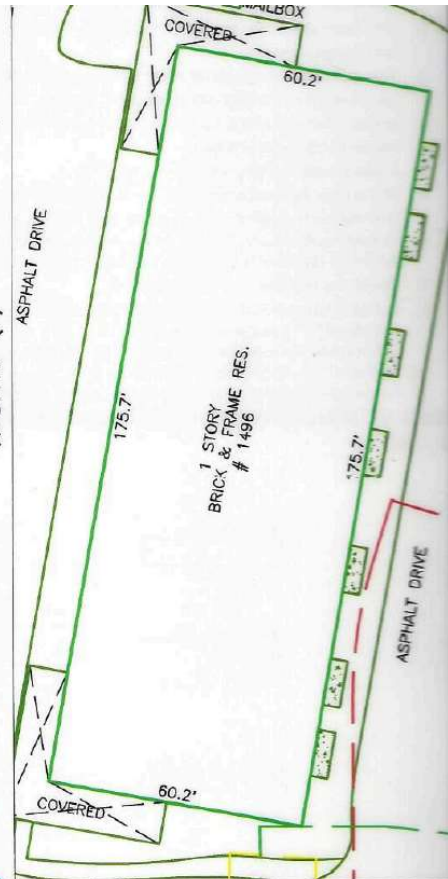 MAILBOX
COVERED
60.2'
ASPHALT DRIVE
175.7'
1 STORY
BRICK & FRAME RES.
# 1496
175.7'
ASPHALT DRIVE
60.2'
COVERED